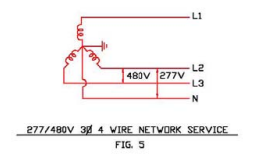 L1
L2
480V 277V
L3
N
277/480V 3Ø 4 WIRE NETWORK SERVICE
FIG. 5